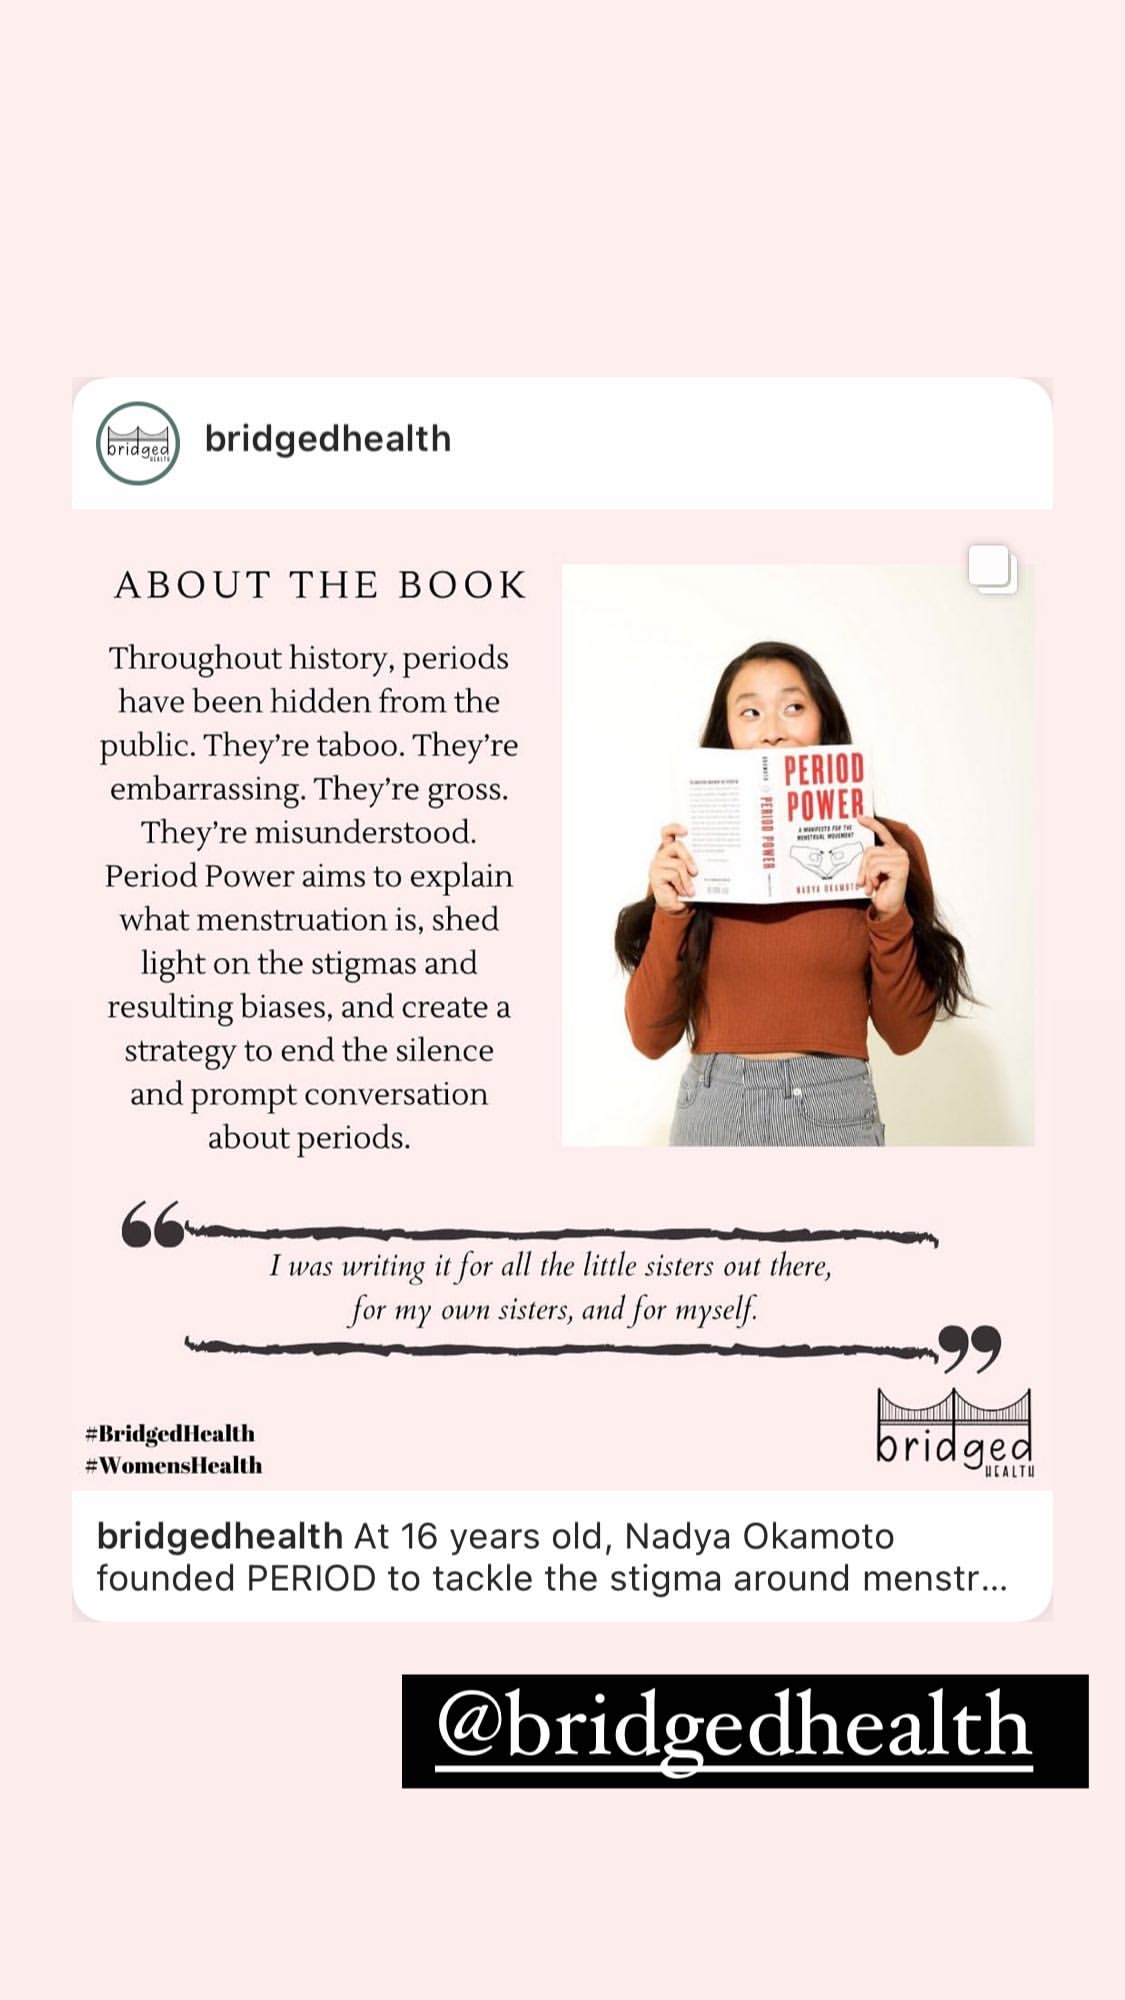 bridged
HEALTH
bridgedhealth
ABOUT THE BOOK
Throughout history, periods
have been hidden from the
public. They’re taboo. They’re
embarrassing. They’re gross.
They’re misunderstood.
Period Power aims to explain
what menstruation is, shed
light on the stigmas and
resulting biases, and create a
strategy to end the silence
and prompt conversation
about periods.
OKAMOTO
PERIOD POWER
PERIOD
POWER
A MANIFESTO FOR THE
MENSTRUAL MOVEMENT
NADYA OKAMOTO
“I was writing it for all the little sisters out there,
for my own sisters, and for myself.”
#BridgedHealth
#WomensHealth
bridged
HEALTH
bridgedhealth At 16 years old, Nadya Okamoto
founded PERIOD to tackle the stigma around menstr...
@bridgedhealth